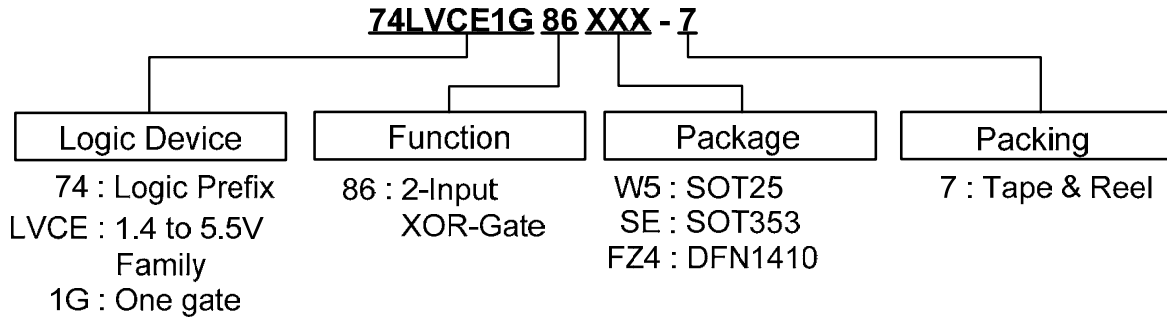 74LVCE1G 86 XXX - 7
Logic Device
74 : Logic Prefix
LVCE : 1.4 to 5.5V
Family
1G : One gate
Function
86 : 2-Input
XOR-Gate
Package
W5 : SOT25
SE : SOT353
FZ4 : DFN1410
Packing
7 : Tape & Reel